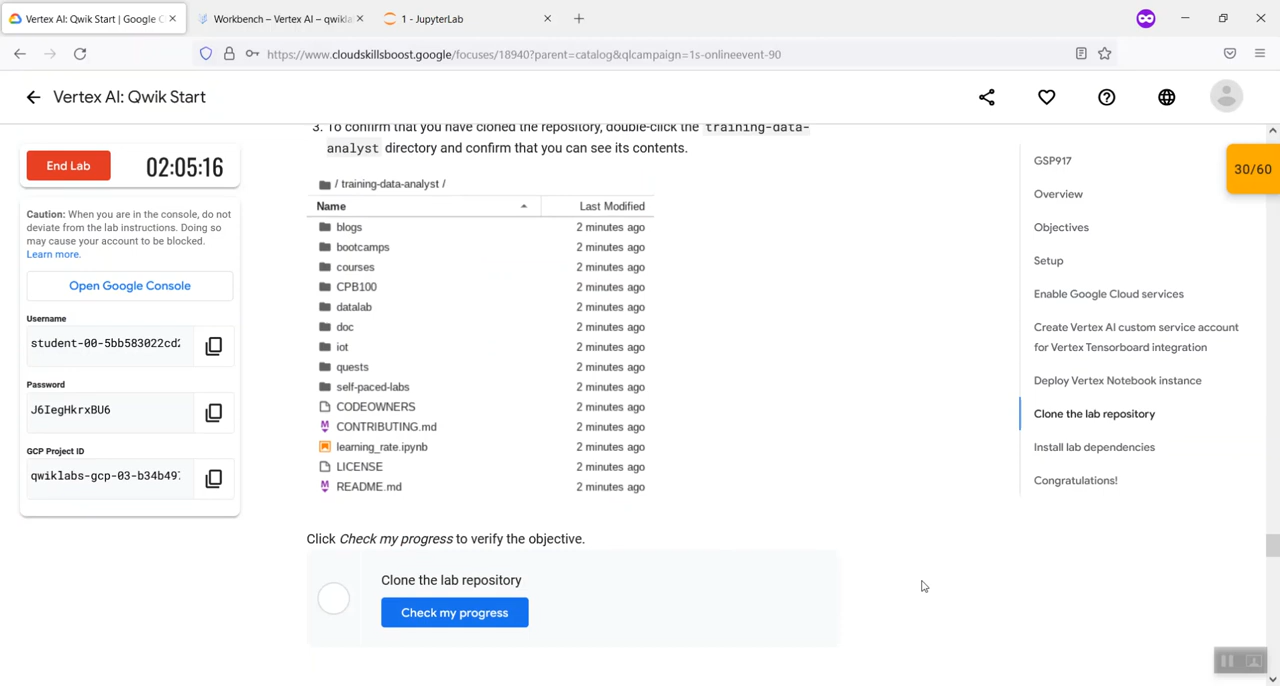 Vertex AI: Qwik Start | Google C
Workbench – Vertex AI – qwikla
1 - JupyterLab
https://www.cloudskillsboost.google/focuses/18940?parent=catalog&qlcampaign=1s-onlineevent-90
Vertex AI: Qwik Start
End Lab
02:05:16
Caution: When you are in the console, do not
deviate from the lab instructions. Doing so
may cause your account to be blocked.
Learn more.
Open Google Console
Username
student-00-5bb583022cd2
Password
J6IegHkrxBU6
GCP Project ID
qwiklabs-gcp-03-b34b497
3. To confirm that you have cloned the repository, double-click the training-data-
analyst directory and confirm that you can see its contents.
/ training-data-analyst /
Name Last Modified
blogs 2 minutes ago
bootcamps 2 minutes ago
courses 2 minutes ago
CPB100 2 minutes ago
datalab 2 minutes ago
doc 2 minutes ago
iot 2 minutes ago
quests 2 minutes ago
self-paced-labs 2 minutes ago
CODEOWNERS 2 minutes ago
CONTRIBUTING.md 2 minutes ago
learning_rate.ipynb 2 minutes ago
LICENSE 2 minutes ago
README.md 2 minutes ago
Click Check my progress to verify the objective.
Clone the lab repository
Check my progress
GSP917
Overview
Objectives
Setup
Enable Google Cloud services
Create Vertex AI custom service account
for Vertex Tensorboard integration
Deploy Vertex Notebook instance
Clone the lab repository
Install lab dependencies
Congratulations!
30/60